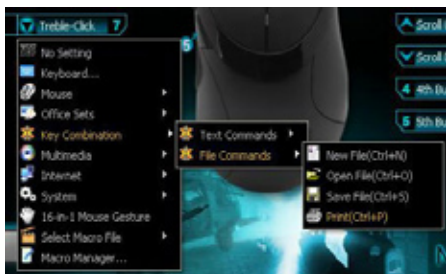 Treble-Click 7
5
No Setting
Keyboard...
Mouse
Office Sets
Key Combination
Multimedia
Internet
System
16-in-1 Mouse Gesture
Select Macro File
Macro Manager...
Text Commands
File Commands
New File(Ctrl+N)
Open File(Ctrl+O)
Save File(Ctrl+S)
Print(Ctrl+P)
Scroll
Scroll
4 4th Bu
5 5th Bu